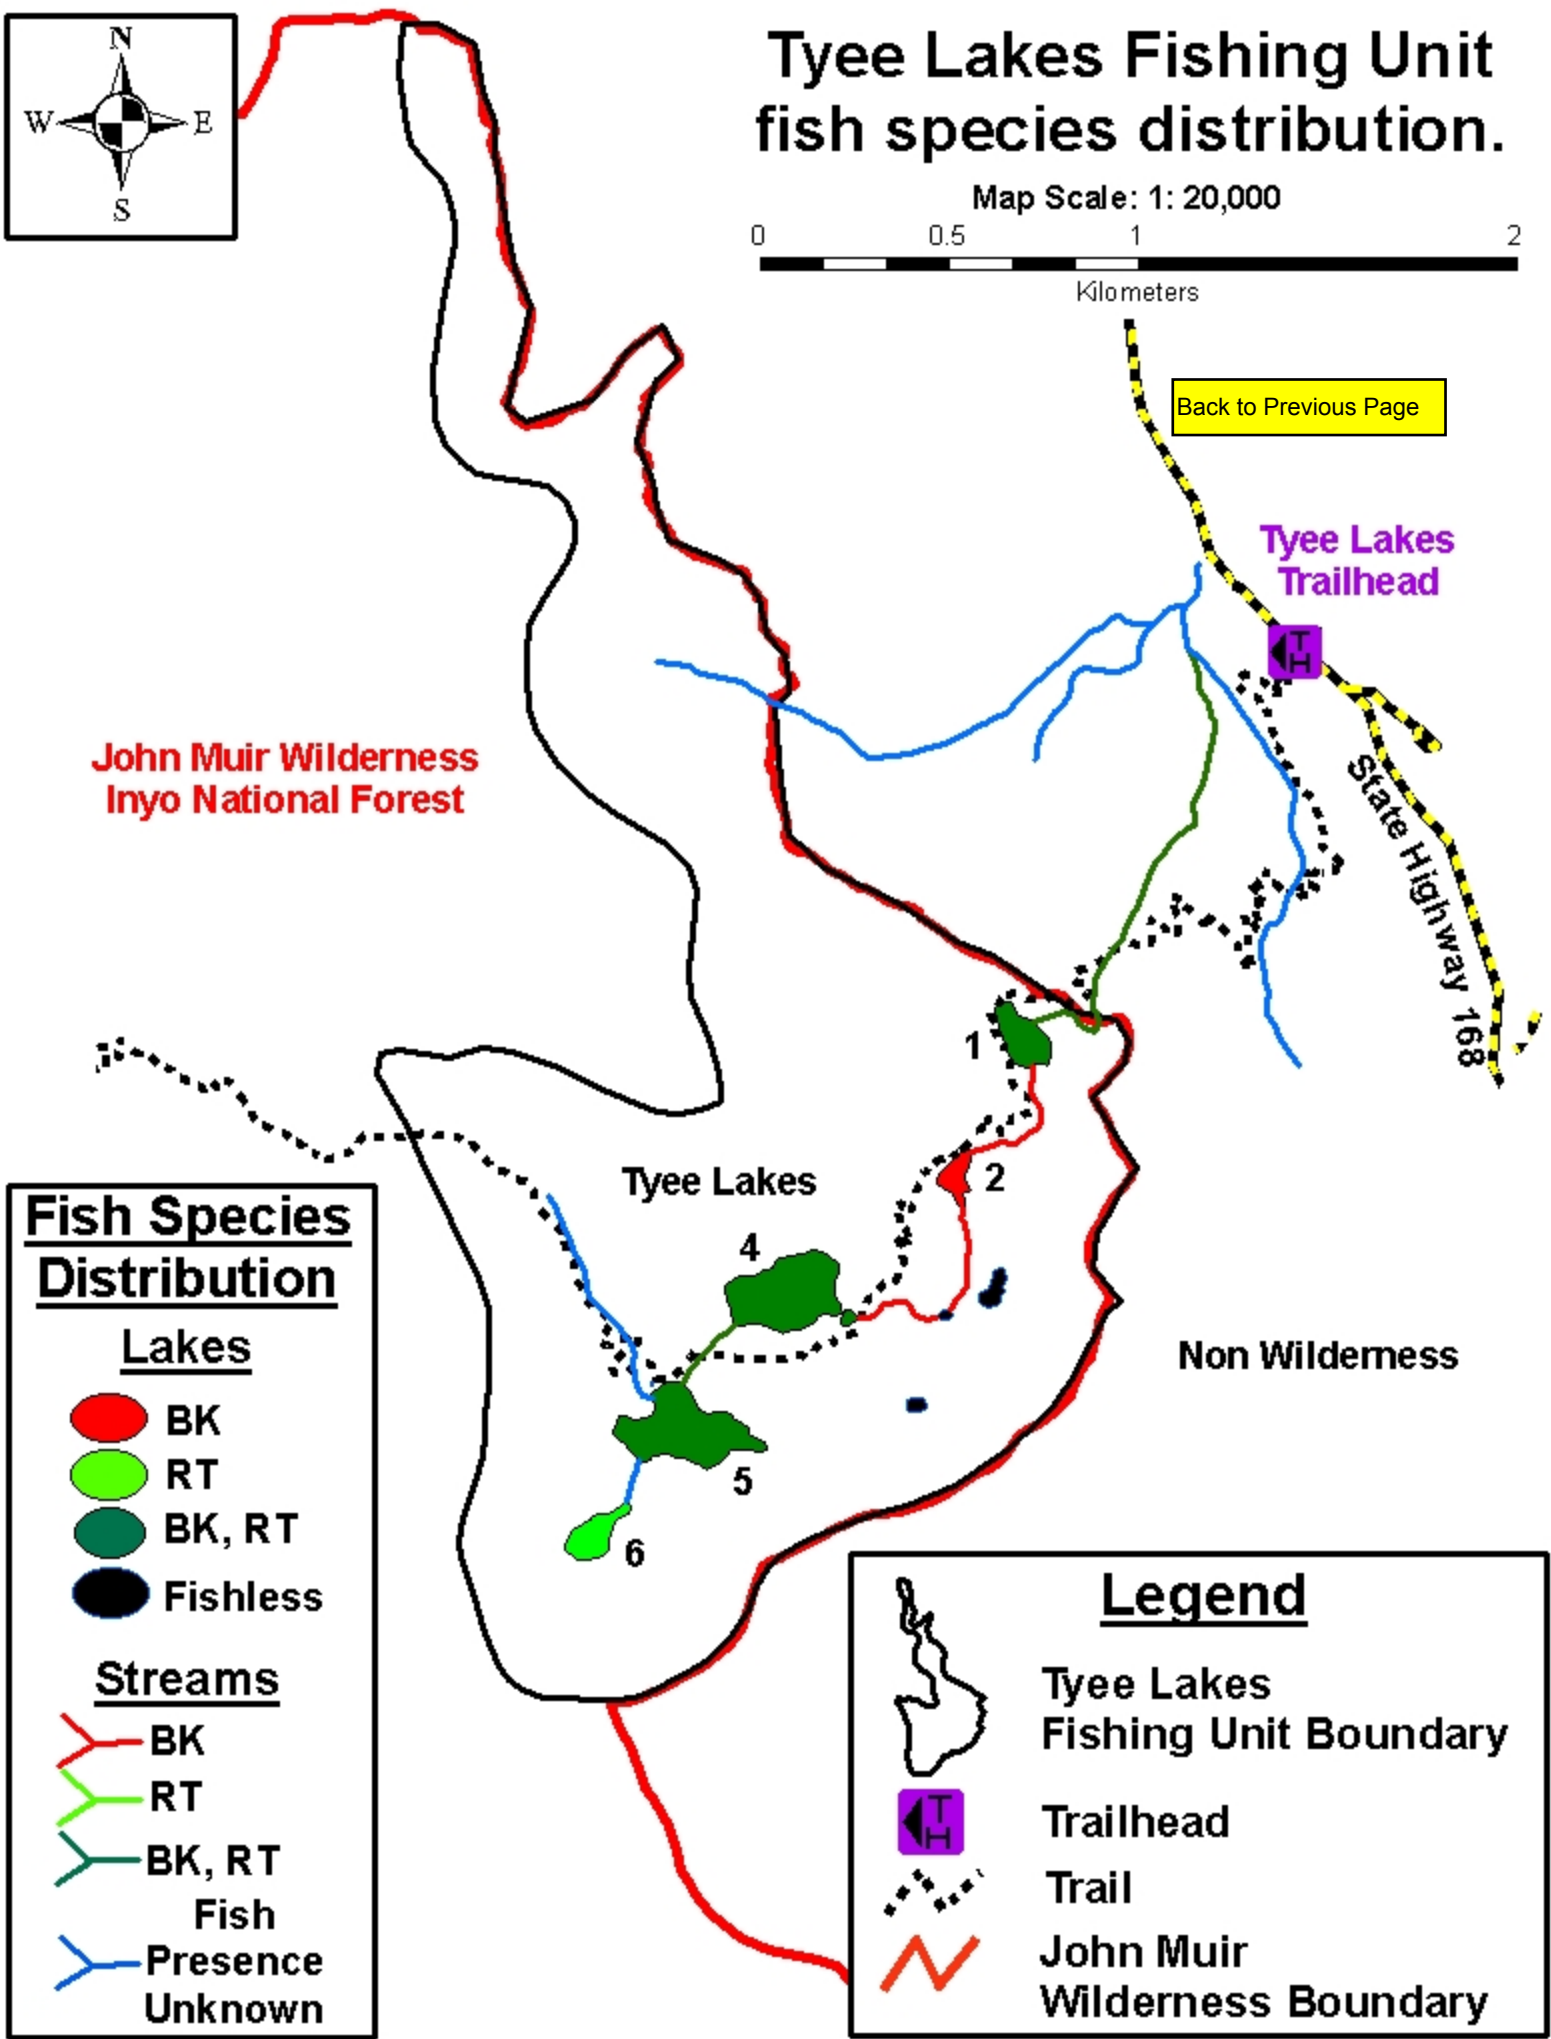 N
W E
S
Tyee Lakes Fishing Unit
fish species distribution.
Map Scale: 1: 20,000
0 0.5 1 2
Kilometers
Back to Previous Page
Tyee Lakes
Trailhead
TH
John Muir Wilderness
Inyo National Forest
State Highway 168
1
2
Tyee Lakes
4
5
6
Non Wilderness
Fish Species
Distribution
Lakes
BK
RT
BK, RT
Fishless
Streams
BK
RT
BK, RT
Fish
Presence
Unknown
Legend
Tyee Lakes
Fishing Unit Boundary
TH
Trailhead
Trail
John Muir
Wilderness Boundary